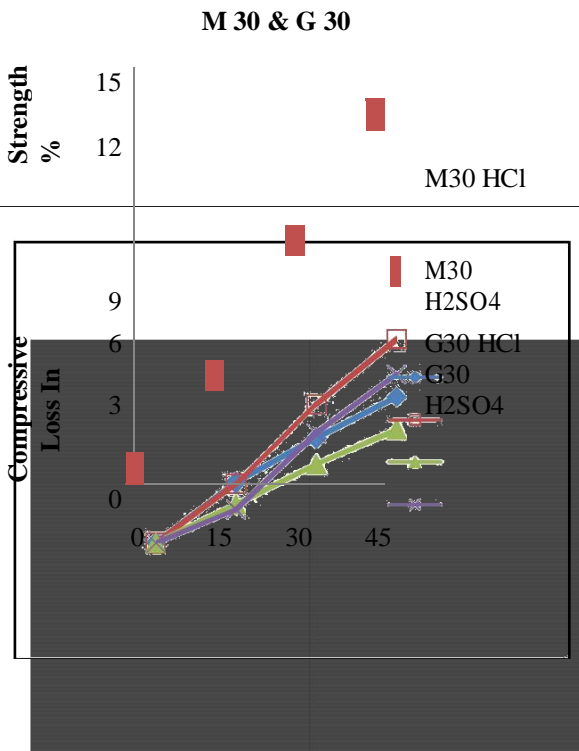 M 30 & G 30
Compressive Strength
Loss In %
15
12
9
6
3
0
0 15 30 45
M30 HCl
M30
H2SO4
G30 HCl
G30
H2SO4